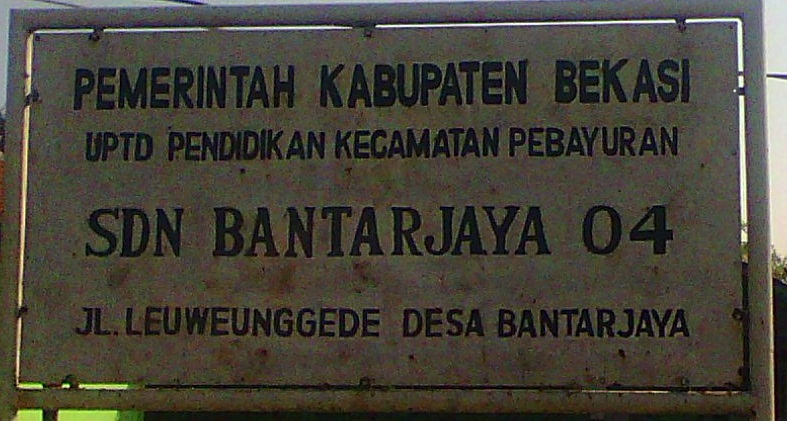 PEMERINTAH KABUPATEN BEKASI
UPTD PENDIDIKAN KECAMATAN PEBAYURAN
SDN BANTARJAYA 04
JL. LEUWEUNGGEDE DESA BANTARJAYA